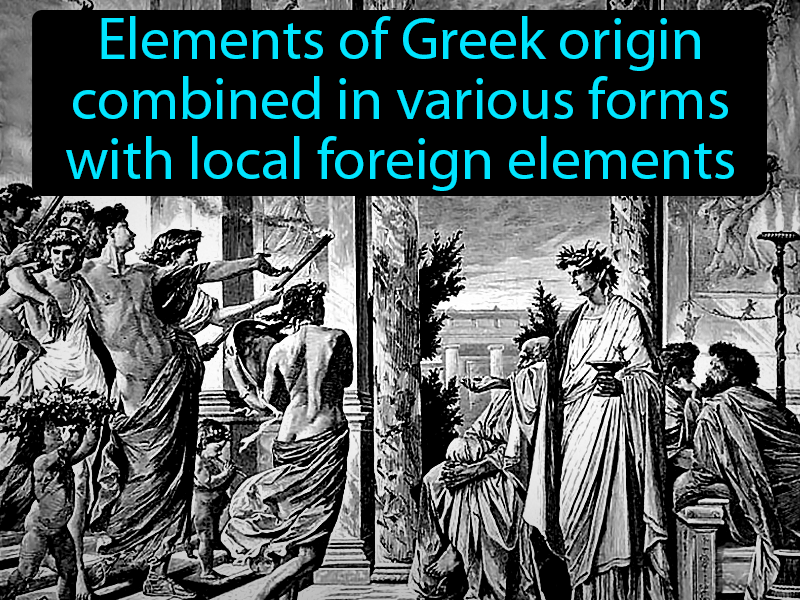 Elements of Greek origin
combined in various forms
with local foreign elements